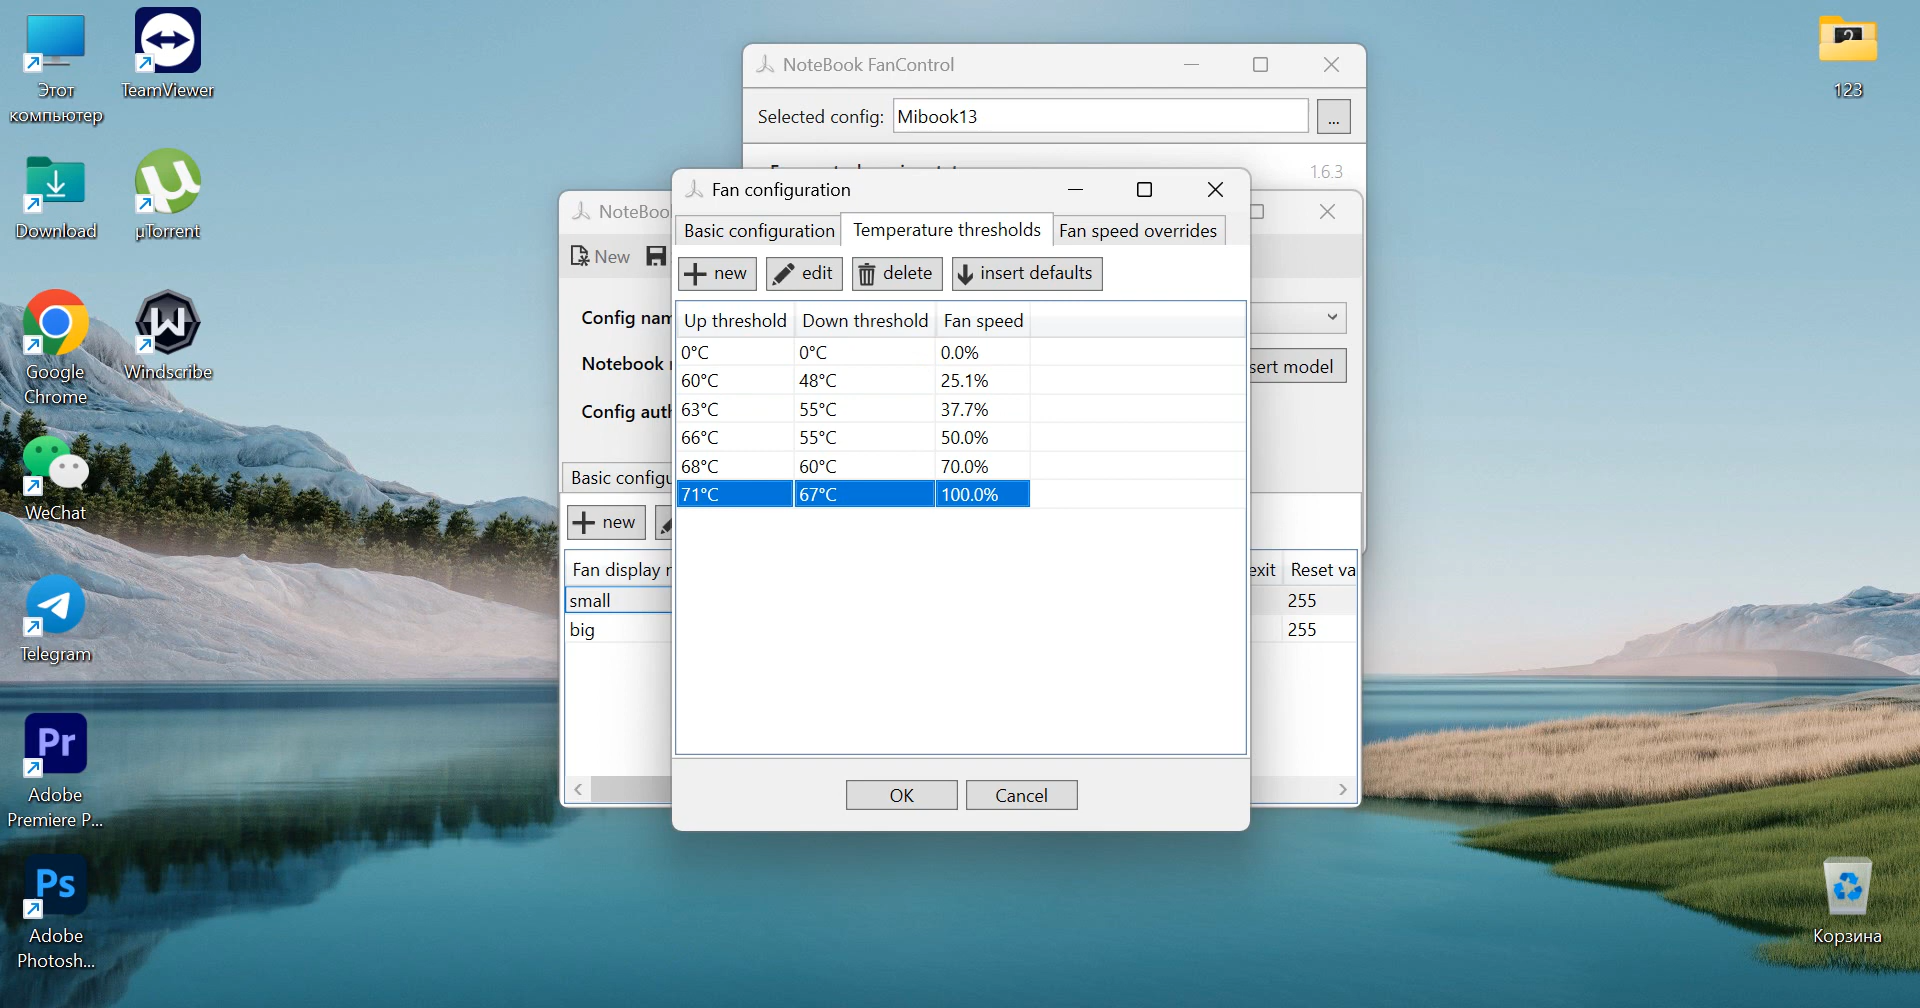 Этот
компьютер
TeamViewer
Download
µTorrent
Google
Chrome
Windscribe
WeChat
Telegram
Pr
Adobe
Premiere P...
Ps
Adobe
Photosh...
123
Корзина
NoteBook FanControl
Selected config: Mibook13 ...
1.6.3
New
Config
Notebook
Config
sert model
Basic
new
Fan display exit Reset va
small 255
big 255
Fan configuration
Basic configuration Temperature thresholds Fan speed overrides
new edit delete insert defaults
Up threshold Down threshold Fan speed
0°C 0°C 0.0%
60°C 48°C 25.1%
63°C 55°C 37.7%
66°C 55°C 50.0%
68°C 60°C 70.0%
71°C 67°C 100.0%
OK Cancel